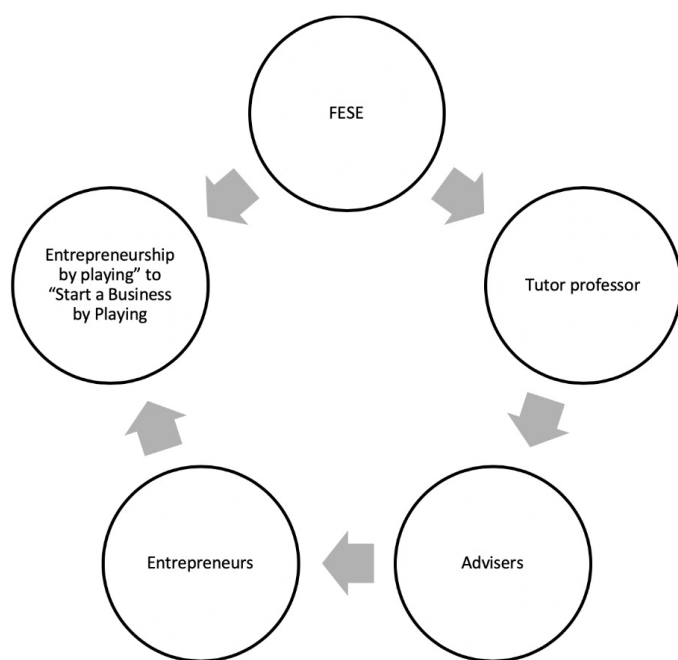 FESE
Tutor professor
Advisers
Entrepreneurs
Entrepreneurship
by playing” to
“Start a Business
by Playing